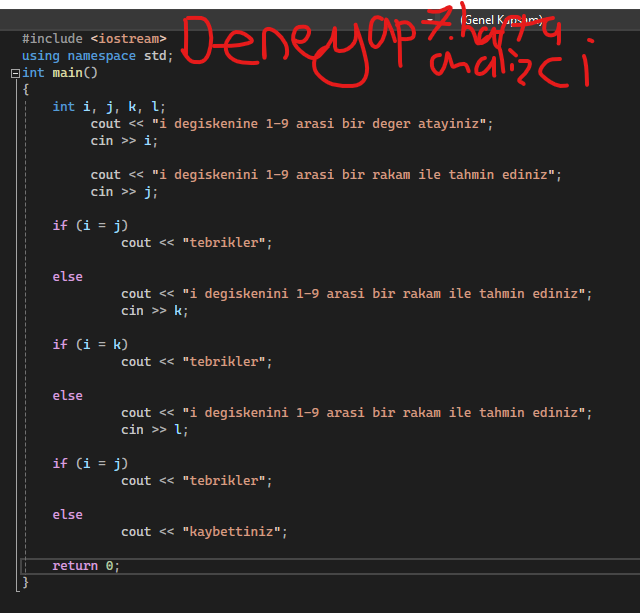 (Genel Kapsam)
Deneyap 7.hafta
analizci
#include <iostream>
using namespace std;
int main()
{
int i, j, k, l;
cout << "i degiskenine 1-9 arasi bir deger atayiniz";
cin >> i;
cout << "i degiskenini 1-9 arasi bir rakam ile tahmin ediniz";
cin >> j;
if (i = j)
cout << "tebrikler";
else
cout << "i degiskenini 1-9 arasi bir rakam ile tahmin ediniz";
cin >> k;
if (i = k)
cout << "tebrikler";
else
cout << "i degiskenini 1-9 arasi bir rakam ile tahmin ediniz";
cin >> l;
if (i = j)
cout << "tebrikler";
else
cout << "kaybettiniz";
return 0;
}